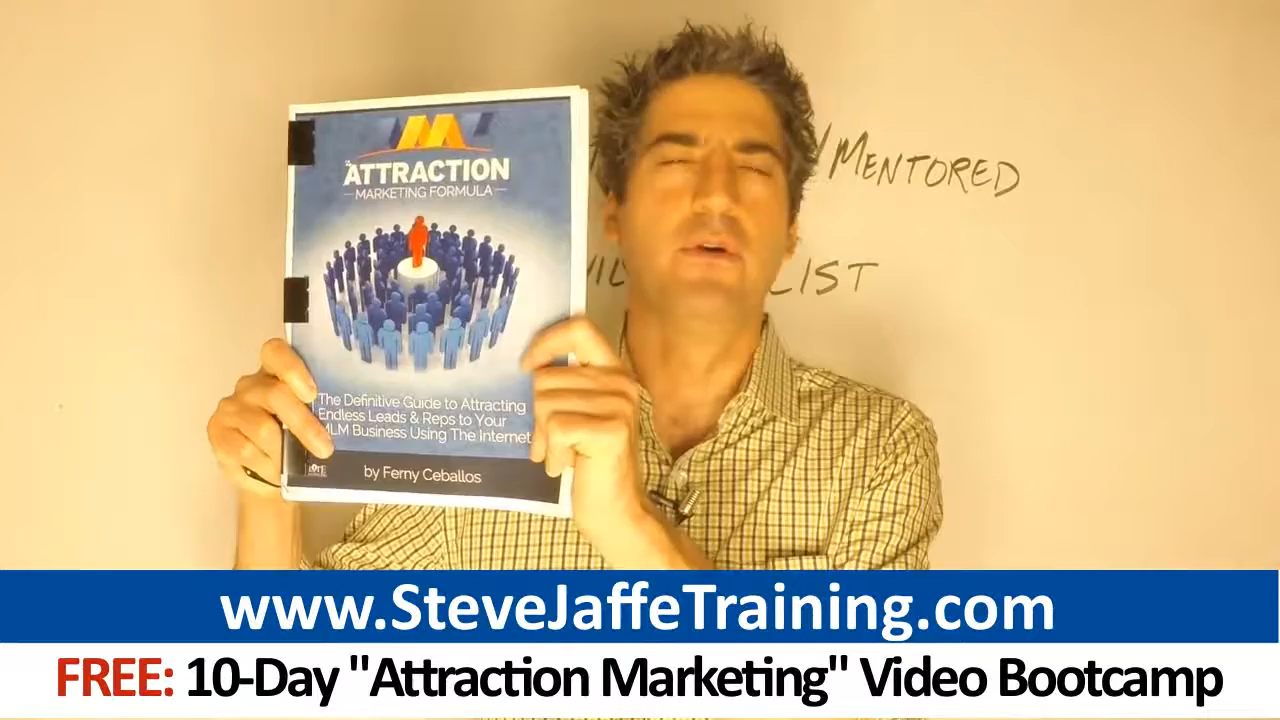 /MENTORED
LIST
THE
ATTRACTION
MARKETING FORMULA
The Definitive Guide to Attracting
Endless Leads & Reps to Your
MLM Business Using The Internet
by Ferny Ceballos
www.SteveJaffeTraining.com
FREE: 10-Day "Attraction Marketing" Video Bootcamp